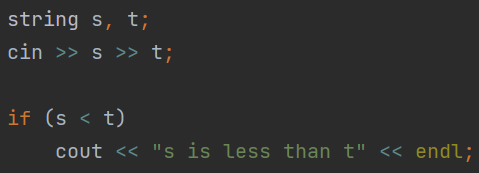 string s, t;
cin >> s >> t;
if (s < t)
    cout << "s is less than t" << endl;